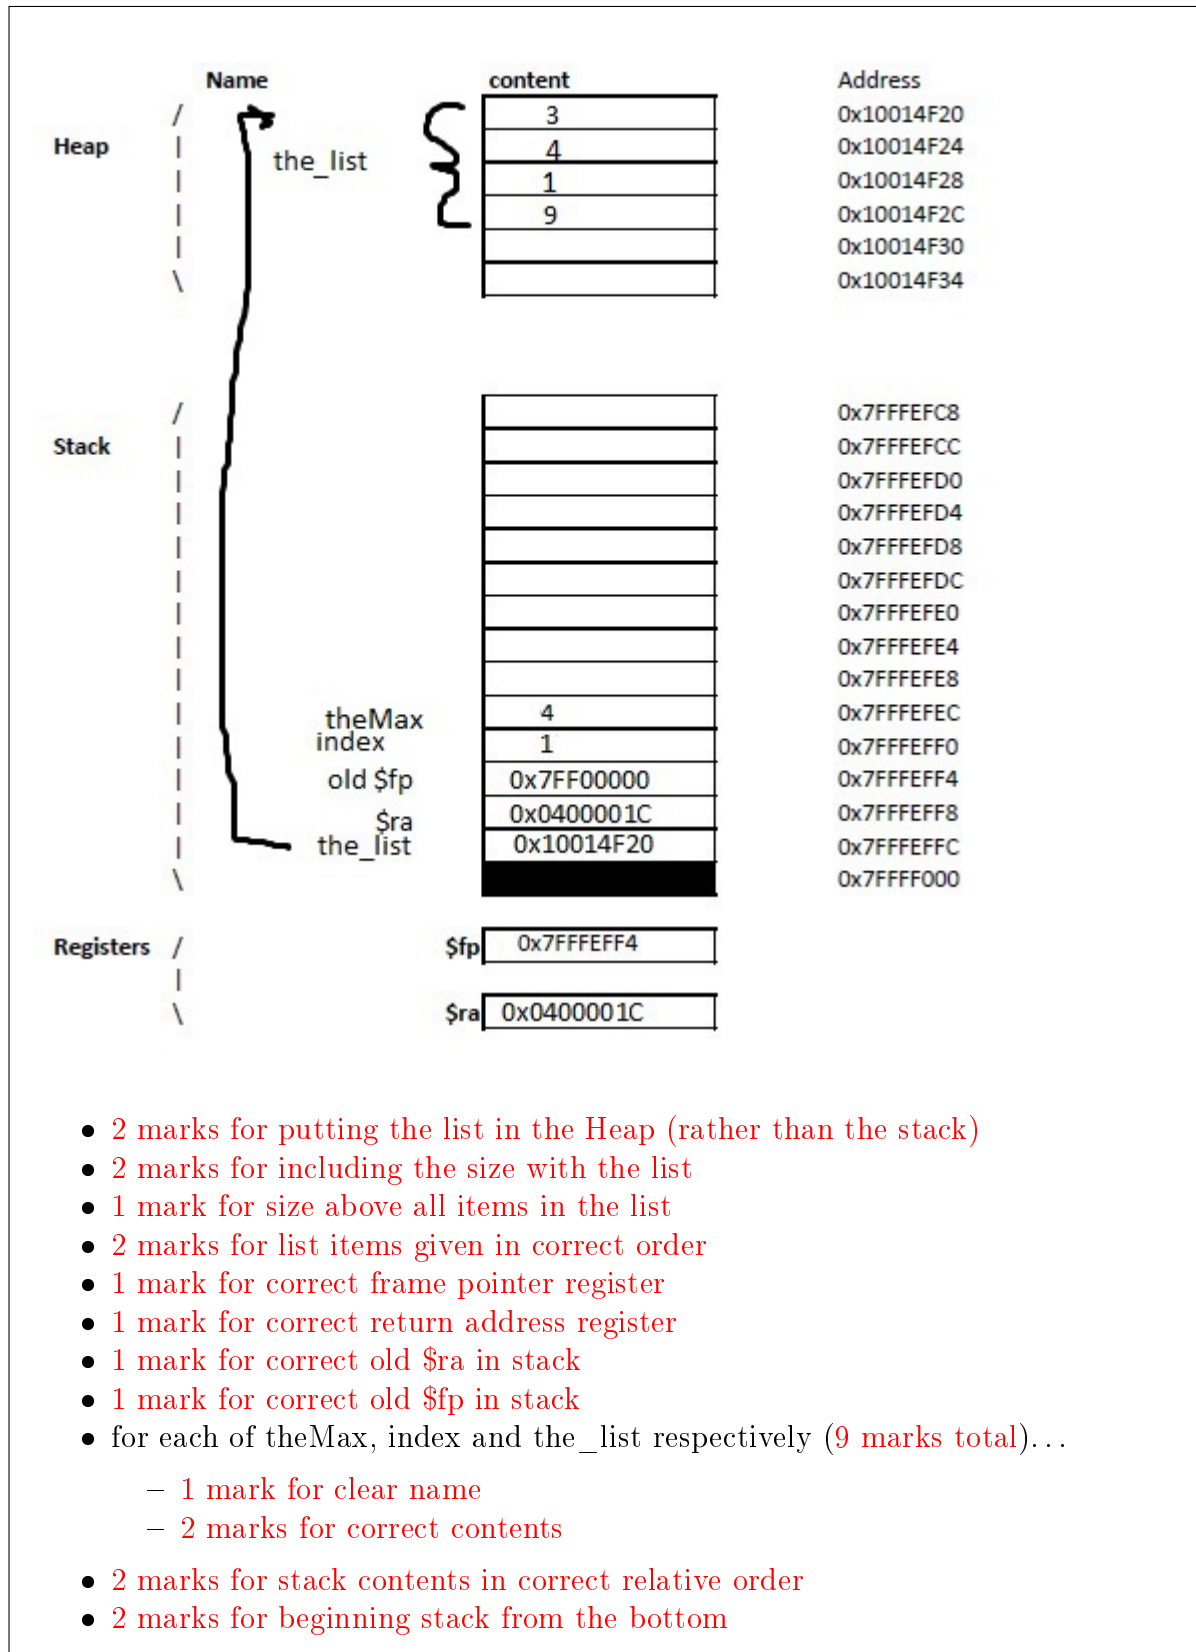 Name content Address
/ 3 0x10014F20
Heap | the_list 4 0x10014F24
| 1 0x10014F28
| 9 0x10014F2C
| 0x10014F30
\ 0x10014F34
/ 0x7FFFEFC8
Stack | 0x7FFFEFCC
| 0x7FFFEFD0
| 0x7FFFEFD4
| 0x7FFFEFD8
| 0x7FFFEFDC
| 0x7FFFEFE0
| 0x7FFFEFE4
| 0x7FFFEFE8
| theMax 4 0x7FFFEFEC
| index 1 0x7FFFEFF0
| old $fp 0x7FF00000 0x7FFFEFF4
| $ra 0x0400001C 0x7FFFEFF8
| the_list 0x10014F20 0x7FFFEFFC
\ 0x7FFFF000
Registers / $fp 0x7FFFEFF4
|
\ $ra 0x0400001C
• 2 marks for putting the list in the Heap (rather than the stack)
• 2 marks for including the size with the list
• 1 mark for size above all items in the list
• 2 marks for list items given in correct order
• 1 mark for correct frame pointer register
• 1 mark for correct return address register
• 1 mark for correct old $ra in stack
• 1 mark for correct old $fp in stack
• for each of theMax, index and the_list respectively (9 marks total)...
– 1 mark for clear name
– 2 marks for correct contents
• 2 marks for stack contents in correct relative order
• 2 marks for beginning stack from the bottom